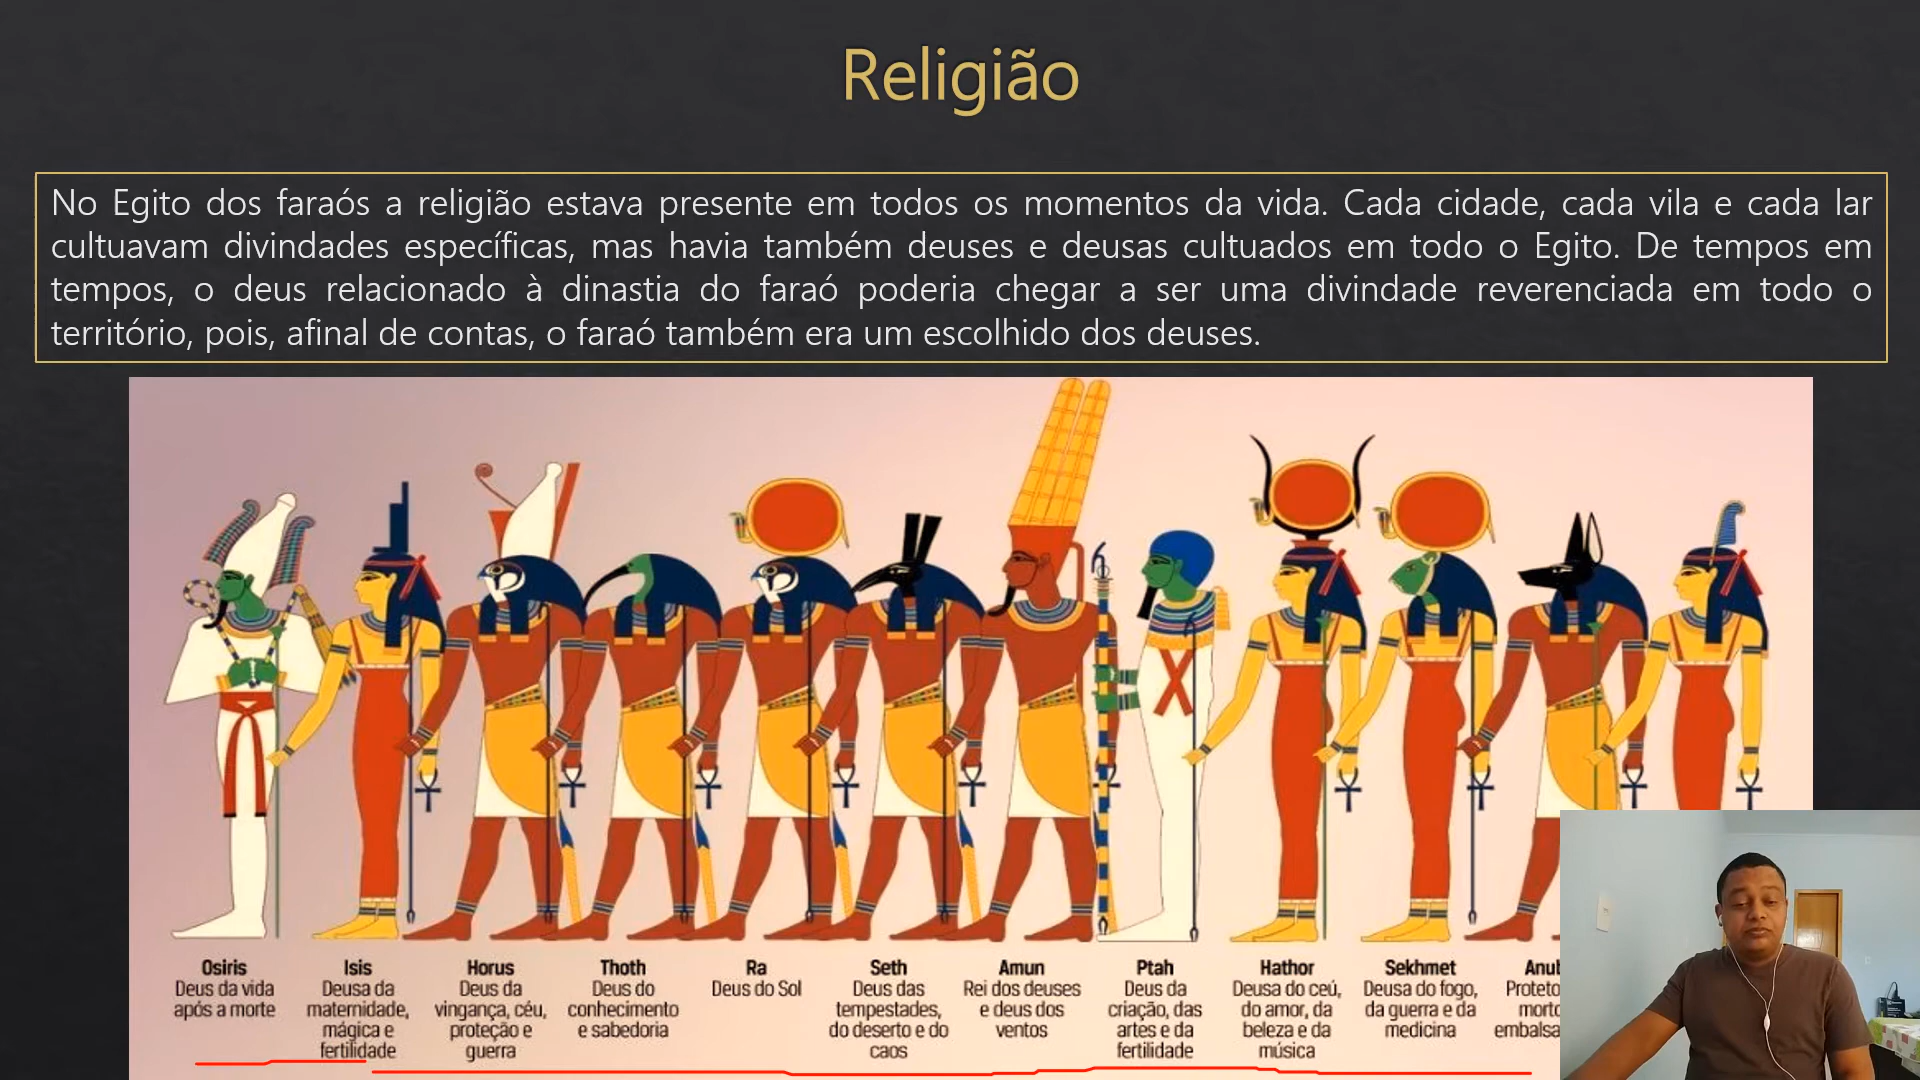 Religião
No Egito dos faraós a religião estava presente em todos os momentos da vida. Cada cidade, cada vila e cada lar
cultuavam divindades específicas, mas havia também deuses e deusas cultuados em todo o Egito. De tempos em
tempos, o deus relacionado à dinastia do faraó poderia chegar a ser uma divindade reverenciada em todo o
território, pois, afinal de contas, o faraó também era um escolhido dos deuses.
Osiris
Deus da vida
após a morte
Isis
Deusa da
maternidade,
mágica e
fertilidade
Horus
Deus da
vingança, céu,
proteção e
guerra
Thoth
Deus do
conhecimento
e sabedoria
Ra
Deus do Sol
Seth
Deus das
tempestades,
do deserto e do
caos
Amun
Rei dos deuses
e deus dos
ventos
Ptah
Deus da
criação, das
artes e da
fertilidade
Hathor
Deusa do céu,
do amor, da
beleza e da
música
Sekhmet
Deusa do fogo,
da guerra e da
medicina